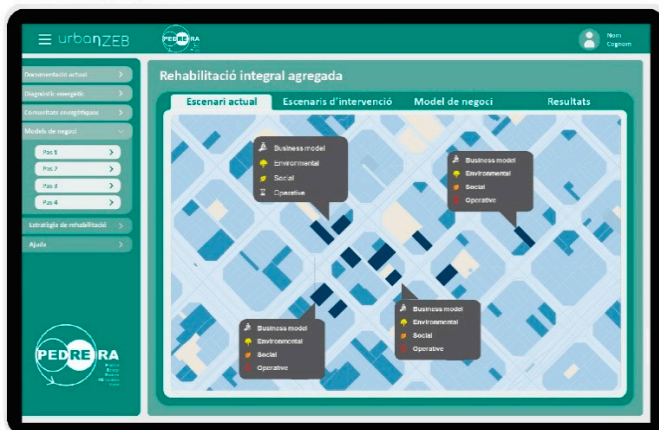 urbanZEB
PEDRERA
Nom
Cognom
Documentació actual
Diagnòstic energètic
Comunitats energètiques
Models de negoci
Pas 1
Pas 2
Pas 3
Pas 4
Estratègia de rehabilitació
Ajuda
PEDRERA
Rehabilitació integral agregada
Escenari actual
Escenaris d'intervenció
Model de negoci
Resultats
Business model
Environmental
Social
Operative
Business model
Environmental
Social
Operative
Business model
Environmental
Social
Operative
Business model
Environmental
Social
Operative